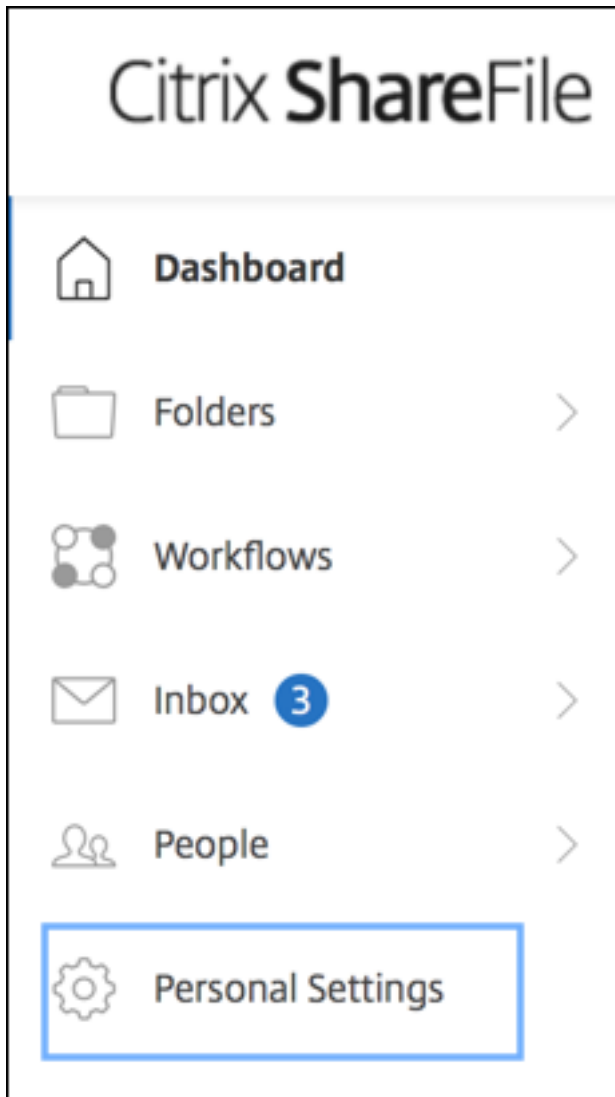 Citrix ShareFile
Dashboard
Folders
Workflows
Inbox 3
People
Personal Settings